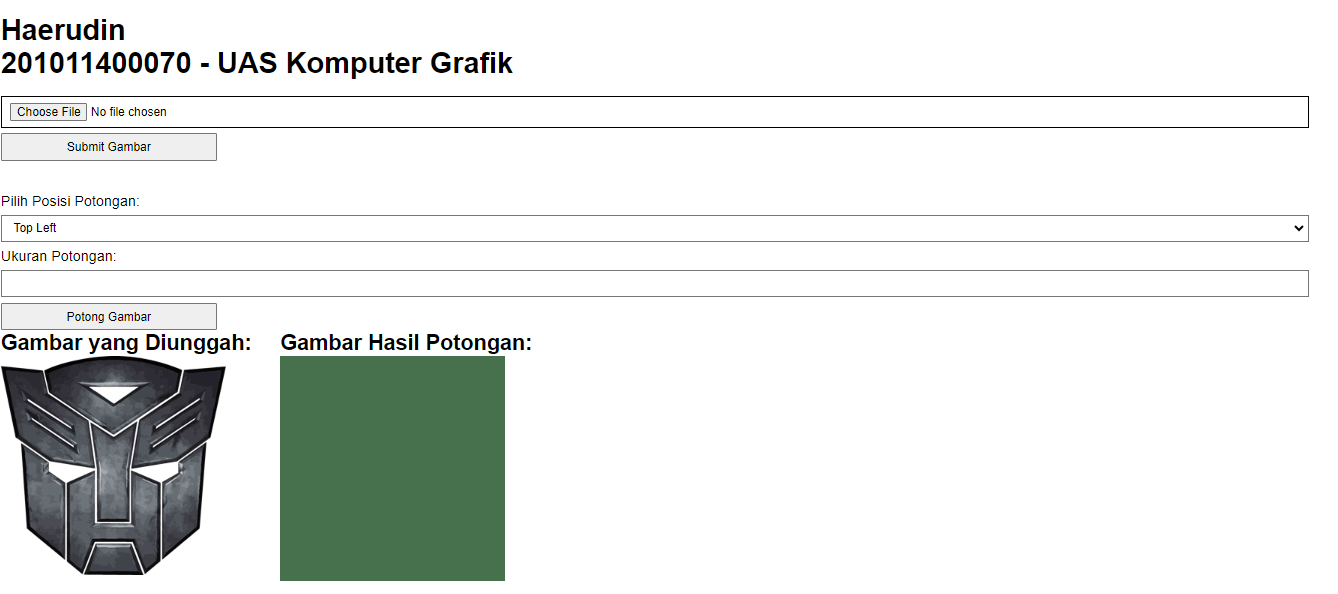 Haerudin
201011400070 - UAS Komputer Grafik
Choose File No file chosen
Submit Gambar
Pilih Posisi Potongan:
Top Left
Ukuran Potongan:
Potong Gambar
Gambar yang Diunggah:
Gambar Hasil Potongan: